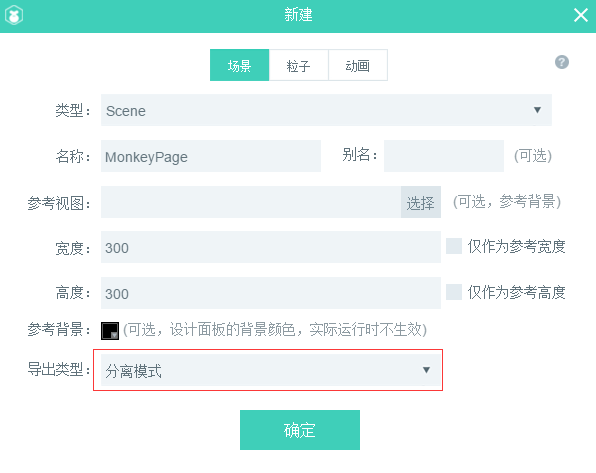 新建
场景 粒子 动画 ?
类型: Scene
名称: MonkeyPage 别名: (可选)
参考视图: 选择 (可选，参考背景)
宽度: 300 仅作为参考宽度
高度: 300 仅作为参考高度
参考背景: (可选，设计面板的背景颜色，实际运行时不生效)
导出类型: 分离模式
确定